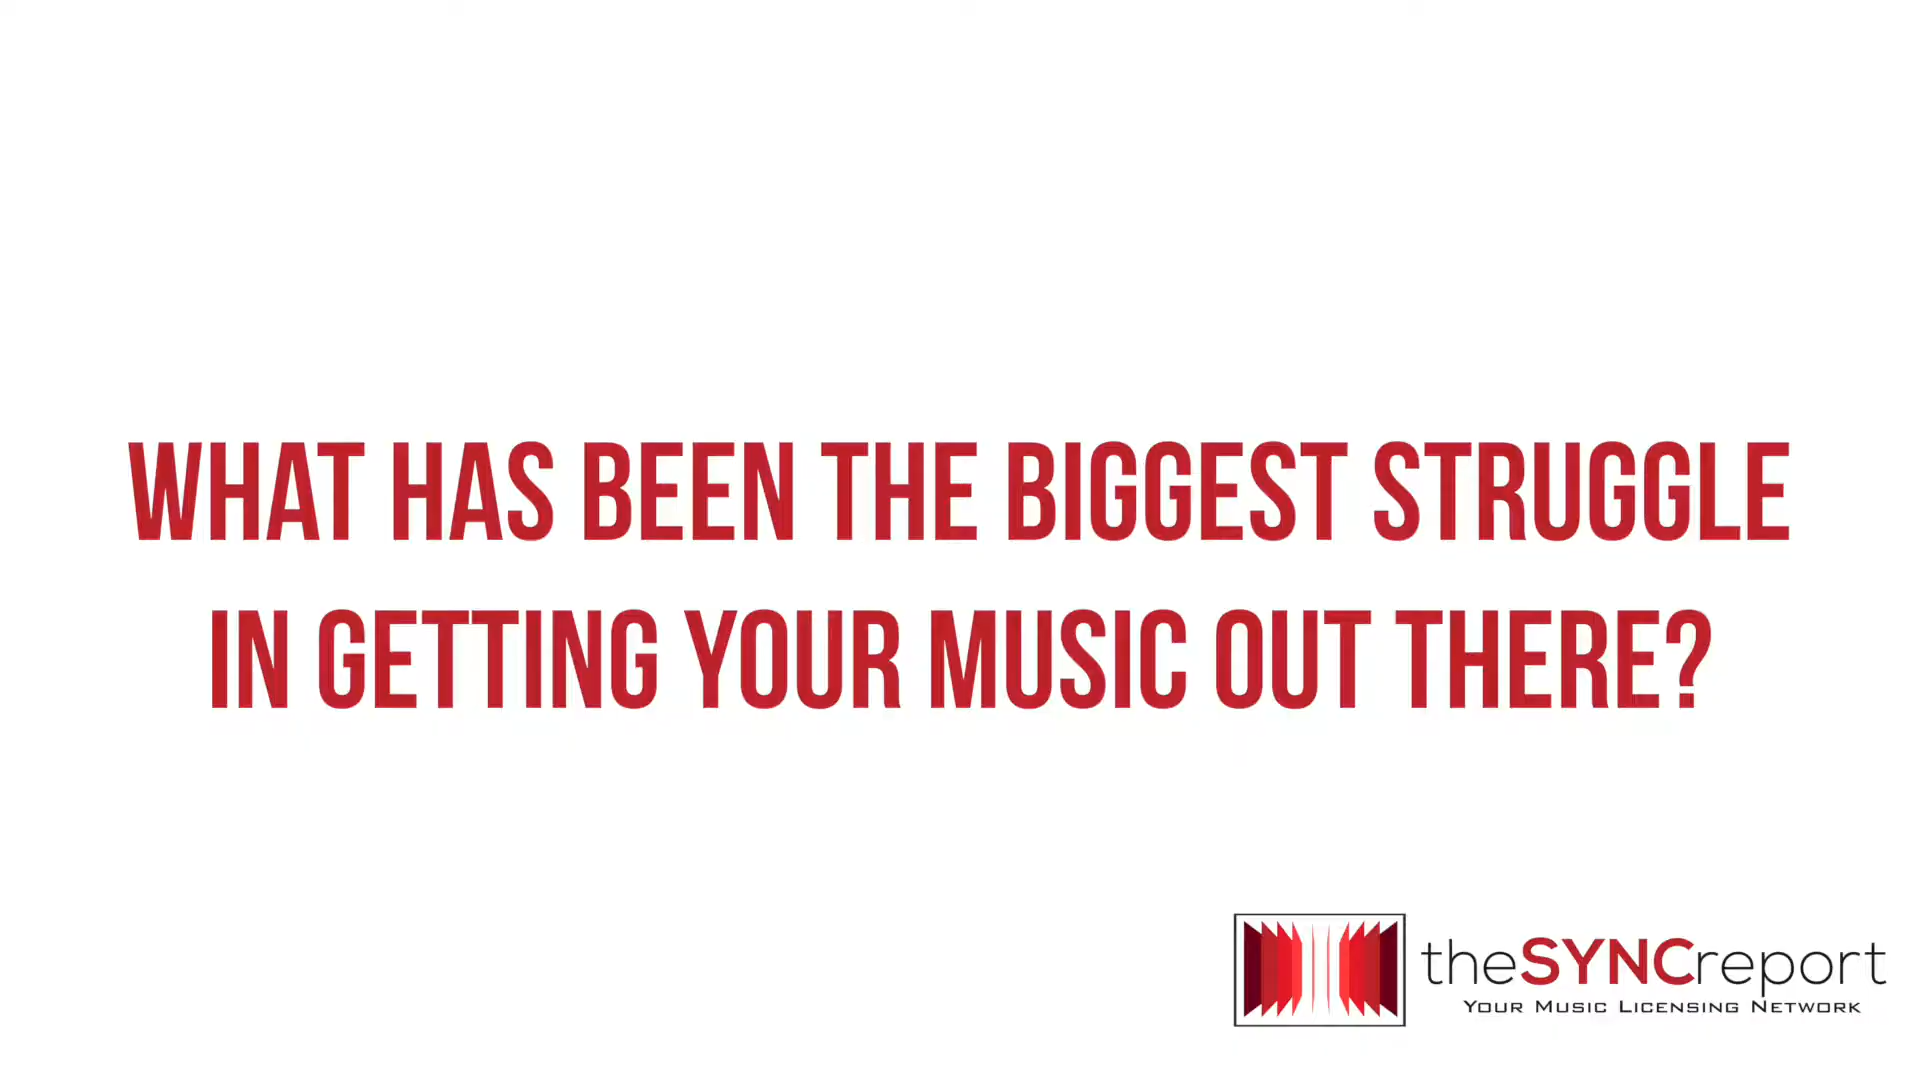 WHAT HAS BEEN THE BIGGEST STRUGGLE
IN GETTING YOUR MUSIC OUT THERE?
theSYNCreport
YOUR MUSIC LICENSING NETWORK